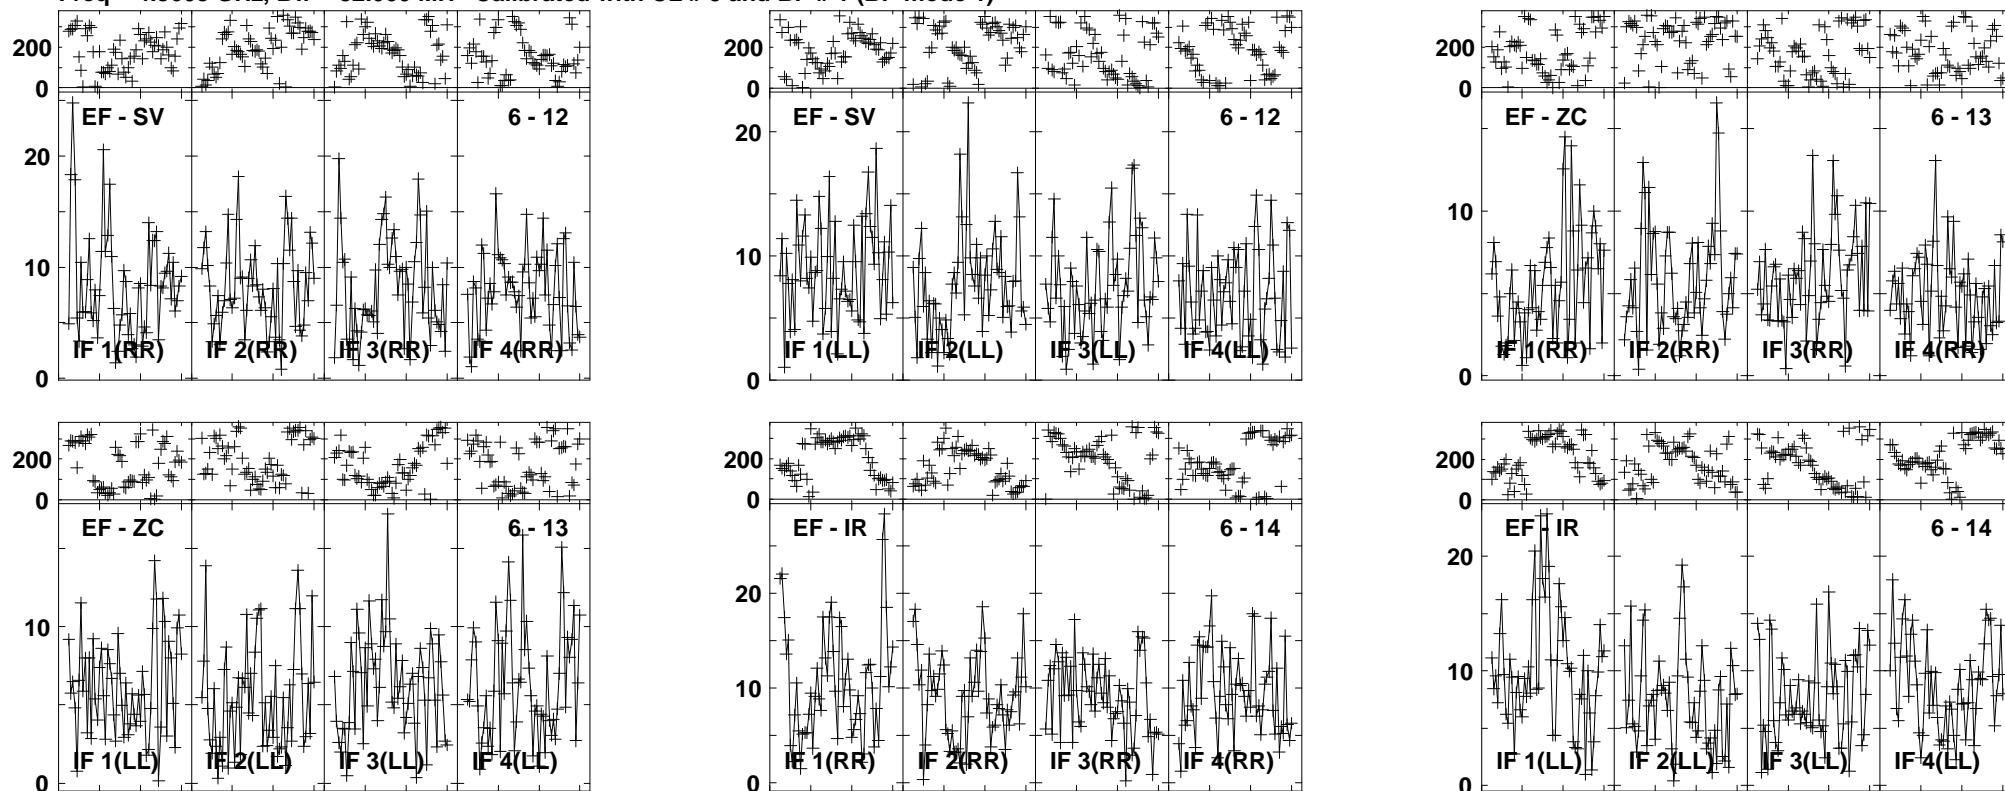 200
0
EF - SV
6 - 12
20
10
0
IF 1(RR)
IF 2(RR)
IF 3(RR)
IF 4(RR)
200
0
EF - SV
6 - 12
20
10
0
IF 1(LL)
IF 2(LL)
IF 3(LL)
IF 4(LL)
200
0
EF - ZC
6 - 13
10
0
IF 1(RR)
IF 2(RR)
IF 3(RR)
IF 4(RR)
200
0
EF - ZC
6 - 13
10
0
IF 1(LL)
IF 2(LL)
IF 3(LL)
IF 4(LL)
200
0
EF - IR
6 - 14
20
10
0
IF 1(RR)
IF 2(RR)
IF 3(RR)
IF 4(RR)
200
0
EF - IR
6 - 14
20
10
0
IF 1(LL)
IF 2(LL)
IF 3(LL)
IF 4(LL)